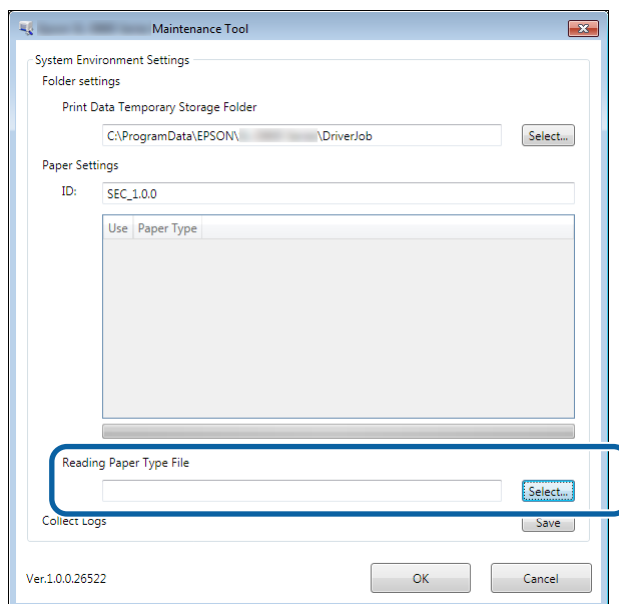 Maintenance Tool
System Environment Settings
Folder settings
Print Data Temporary Storage Folder
C:\ProgramData\EPSON\ \DriverJob Select...
Paper Settings
ID: SEC_1.0.0
Use Paper Type
Reading Paper Type File
Select...
Collect Logs Save
Ver.1.0.0.26522 OK Cancel